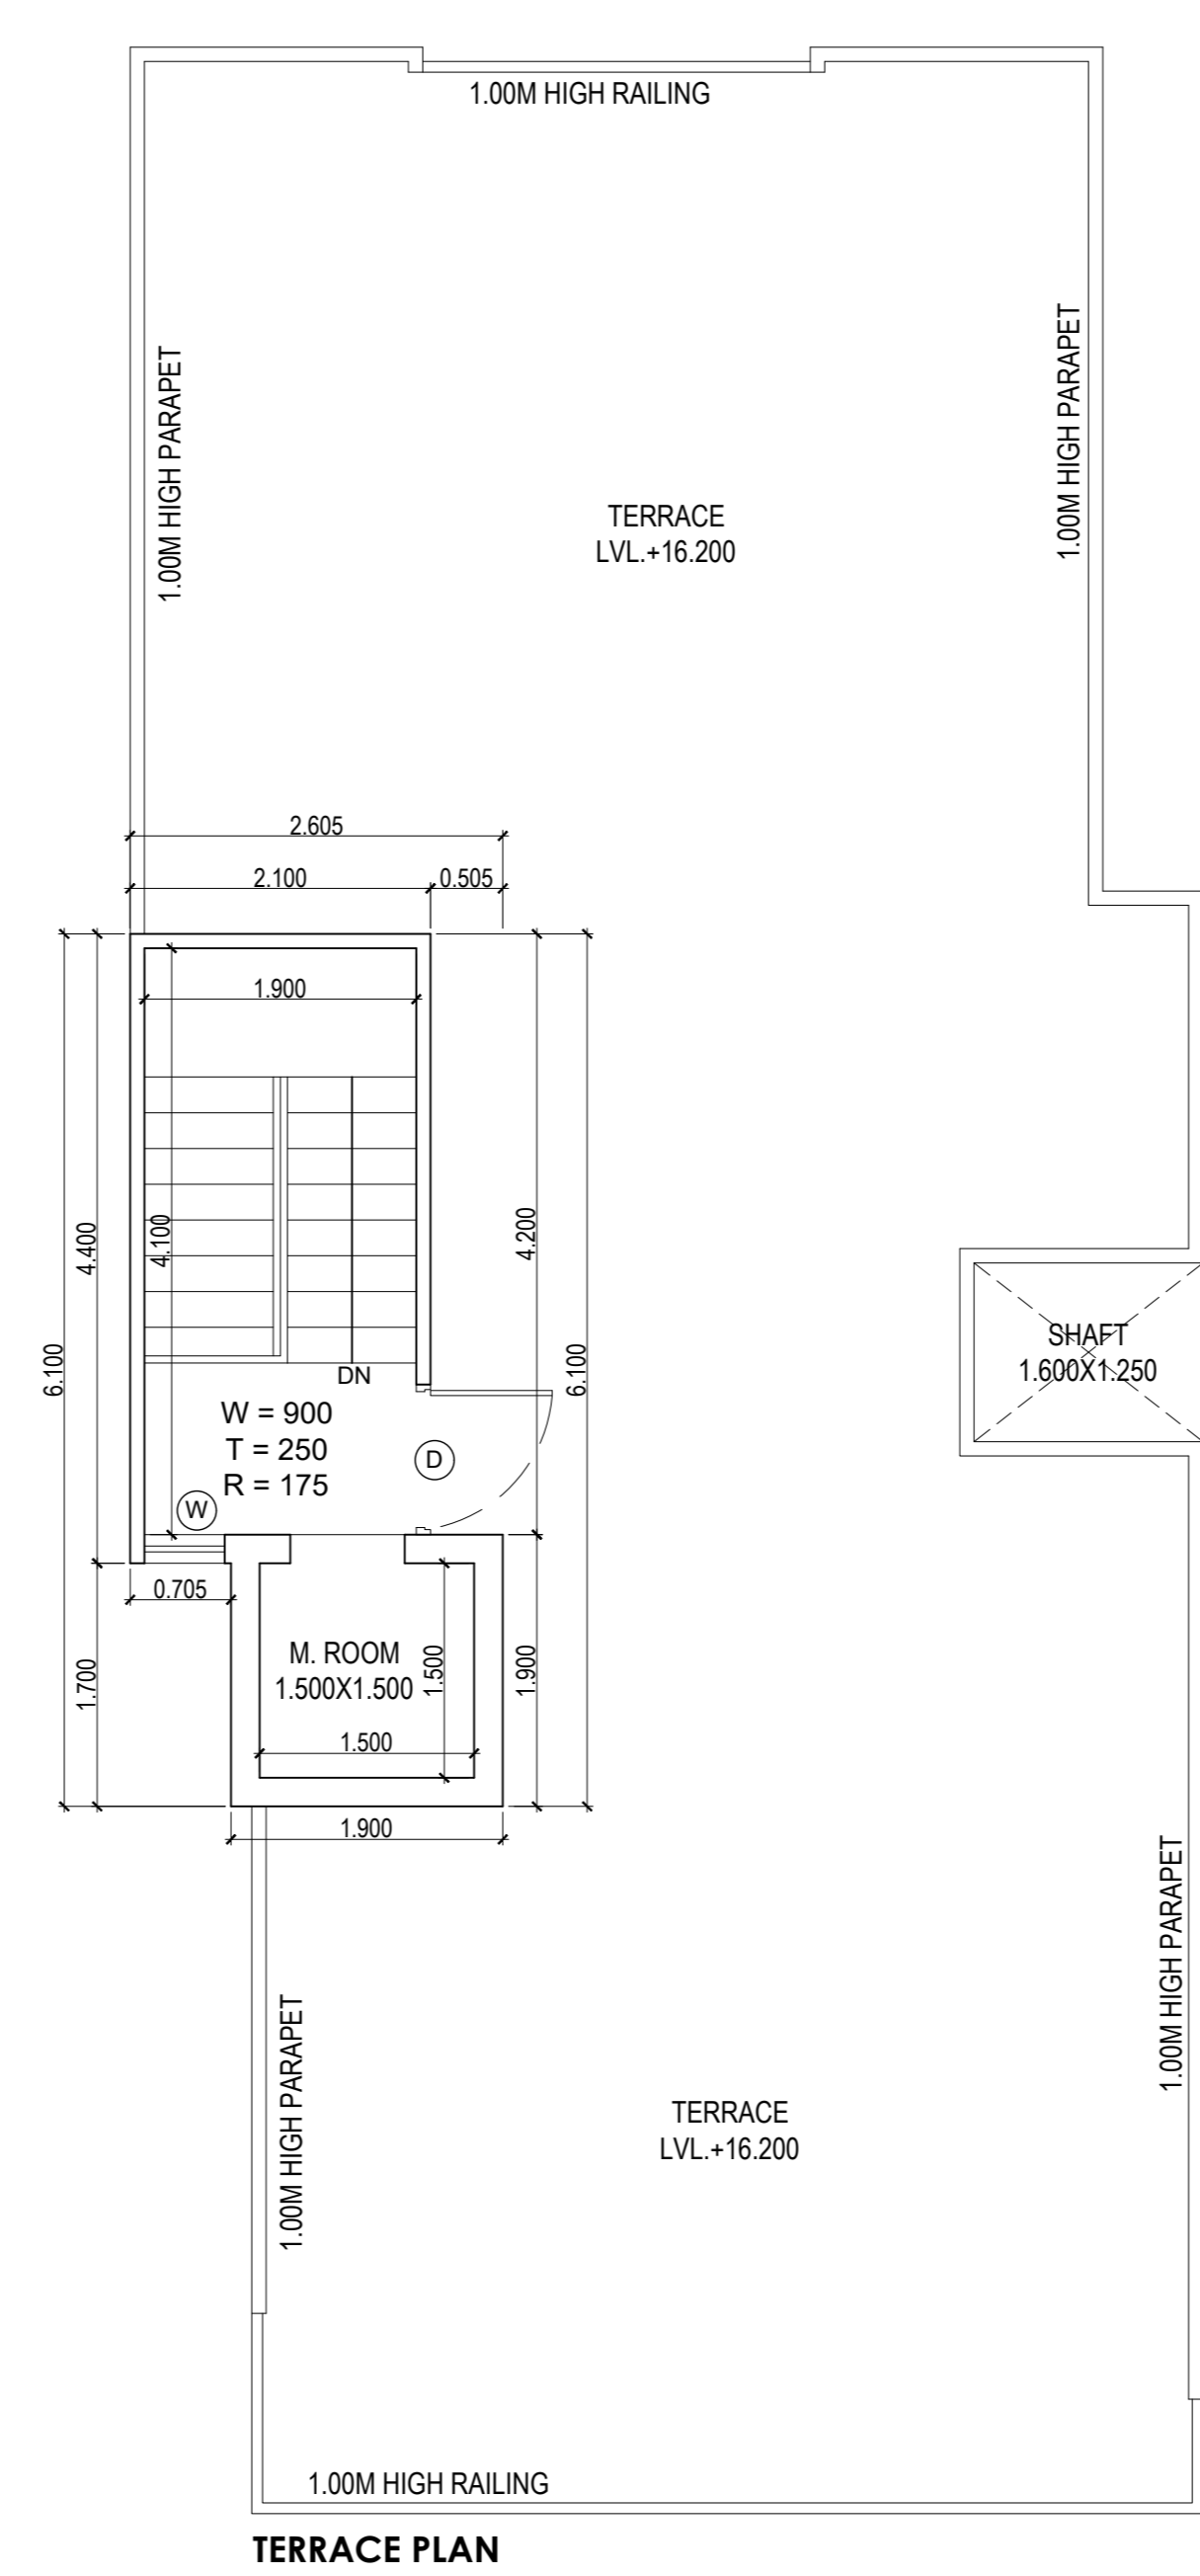 1.00M HIGH RAILING
1.00M HIGH PARAPET
1.00M HIGH PARAPET
TERRACE
LVL.+16.200
2.605
2.100
0.505
1.900
4.400
4.100
4.200
6.100
6.100
DN
SHAFT
1.600X1.250
W = 900
T = 250
R = 175
D
W
0.705
M. ROOM
1.500X1.500
1.500
1.700
1.900
1.500
1.900
1.00M HIGH PARAPET
1.00M HIGH PARAPET
TERRACE
LVL.+16.200
1.00M HIGH RAILING
TERRACE PLAN